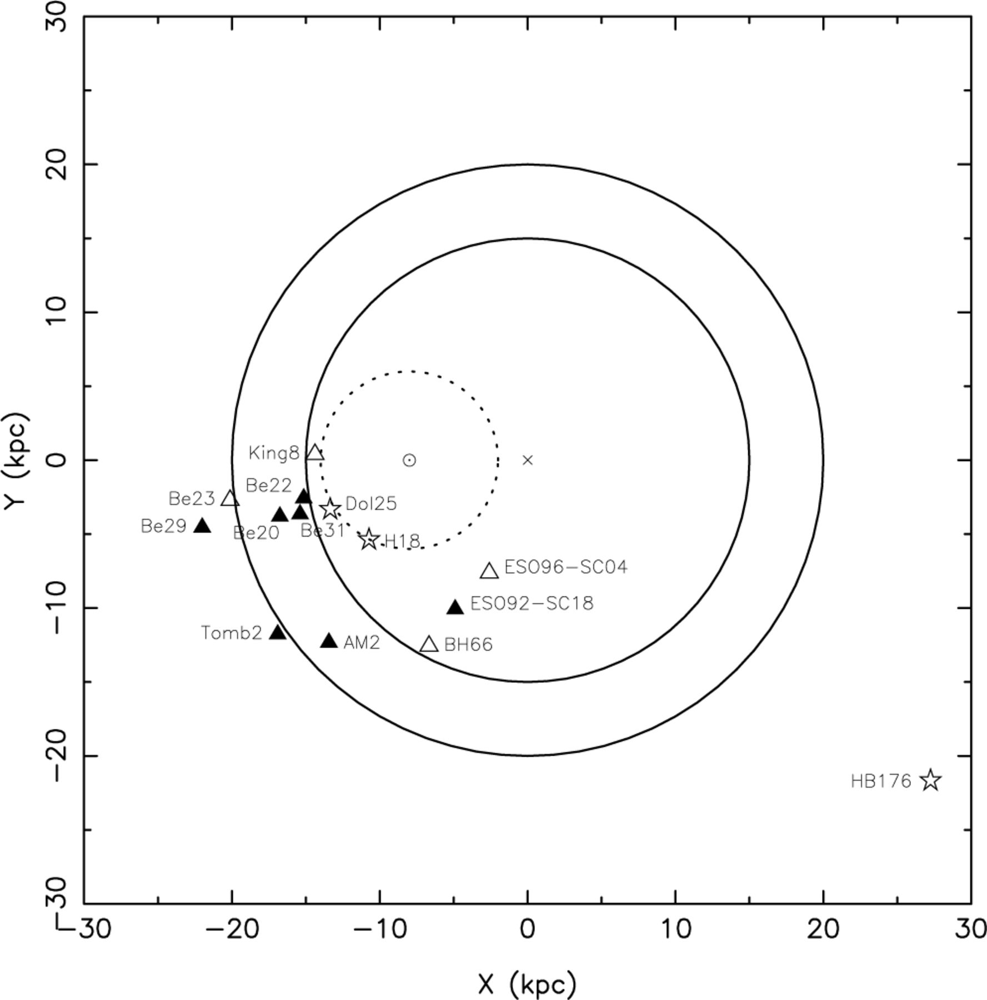 30
20
10
0
−10
−20
−30
Y (kpc)
King8
Be22
Be23
Dol25
Be29
Be20
Be31
H18
ESO96−SC04
ESO92−SC18
Tomb2
AM2
BH66
HB176
−30 −20 −10 0 10 20 30
X (kpc)